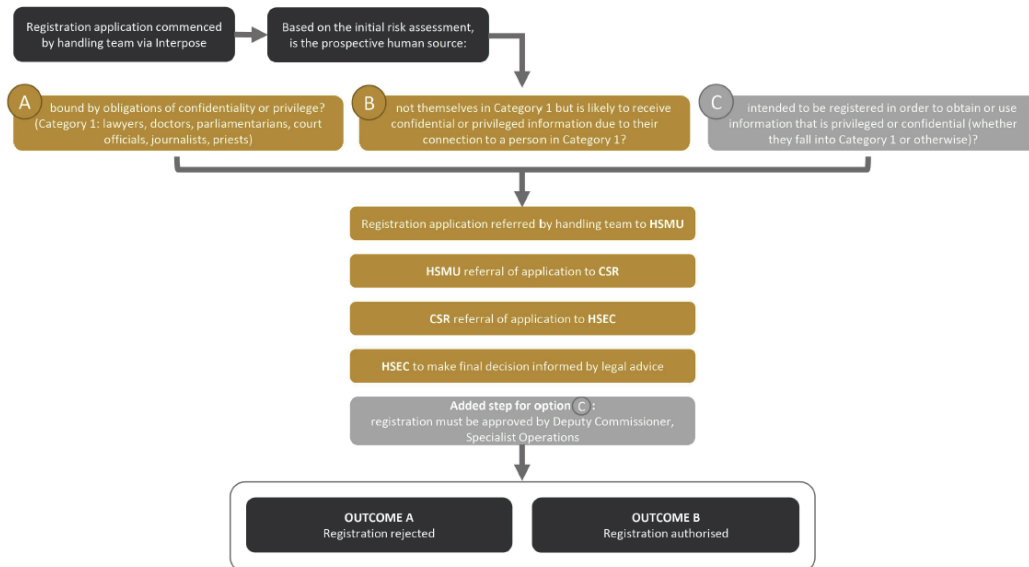 Registration application commenced
by handling team via Interpose
Based on the initial risk assessment,
is the prospective human source:
A
bound by obligations of confidentiality or privilege?
(Category 1: lawyers, doctors, parliamentarians, court
officials, journalists, priests)
B
not themselves in Category 1 but is likely to receive
confidential or privileged information due to their
connection to a person in Category 1?
C
intended to be registered in order to obtain or use
information that is privileged or confidential (whether
they fall into Category 1 or otherwise)?
Registration application referred by handling team to HSMU
HSMU referral of application to CSR
CSR referral of application to HSEC
HSEC to make final decision informed by legal advice
Added step for option C :
registration must be approved by Deputy Commissioner,
Specialist Operations
OUTCOME A
Registration rejected
OUTCOME B
Registration authorised